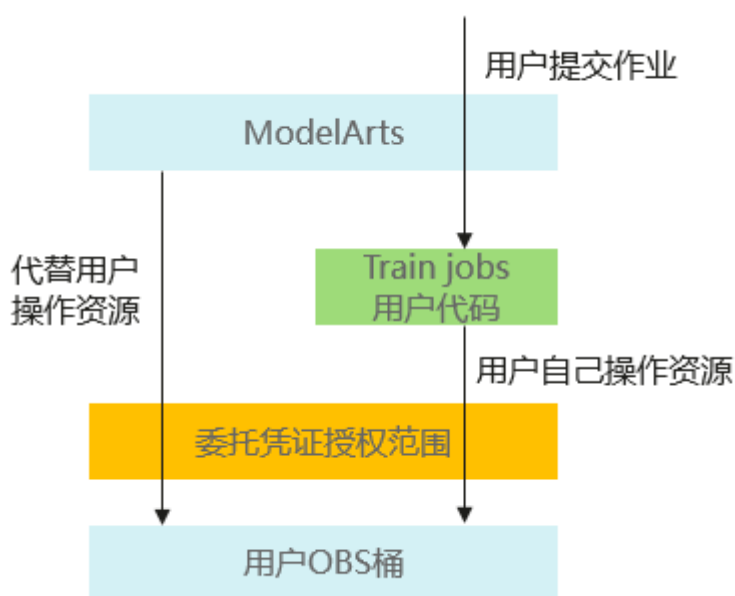 用户提交作业
ModelArts
代替用户
操作资源
Train jobs
用户代码
用户自己操作资源
委托凭证授权范围
用户OBS桶